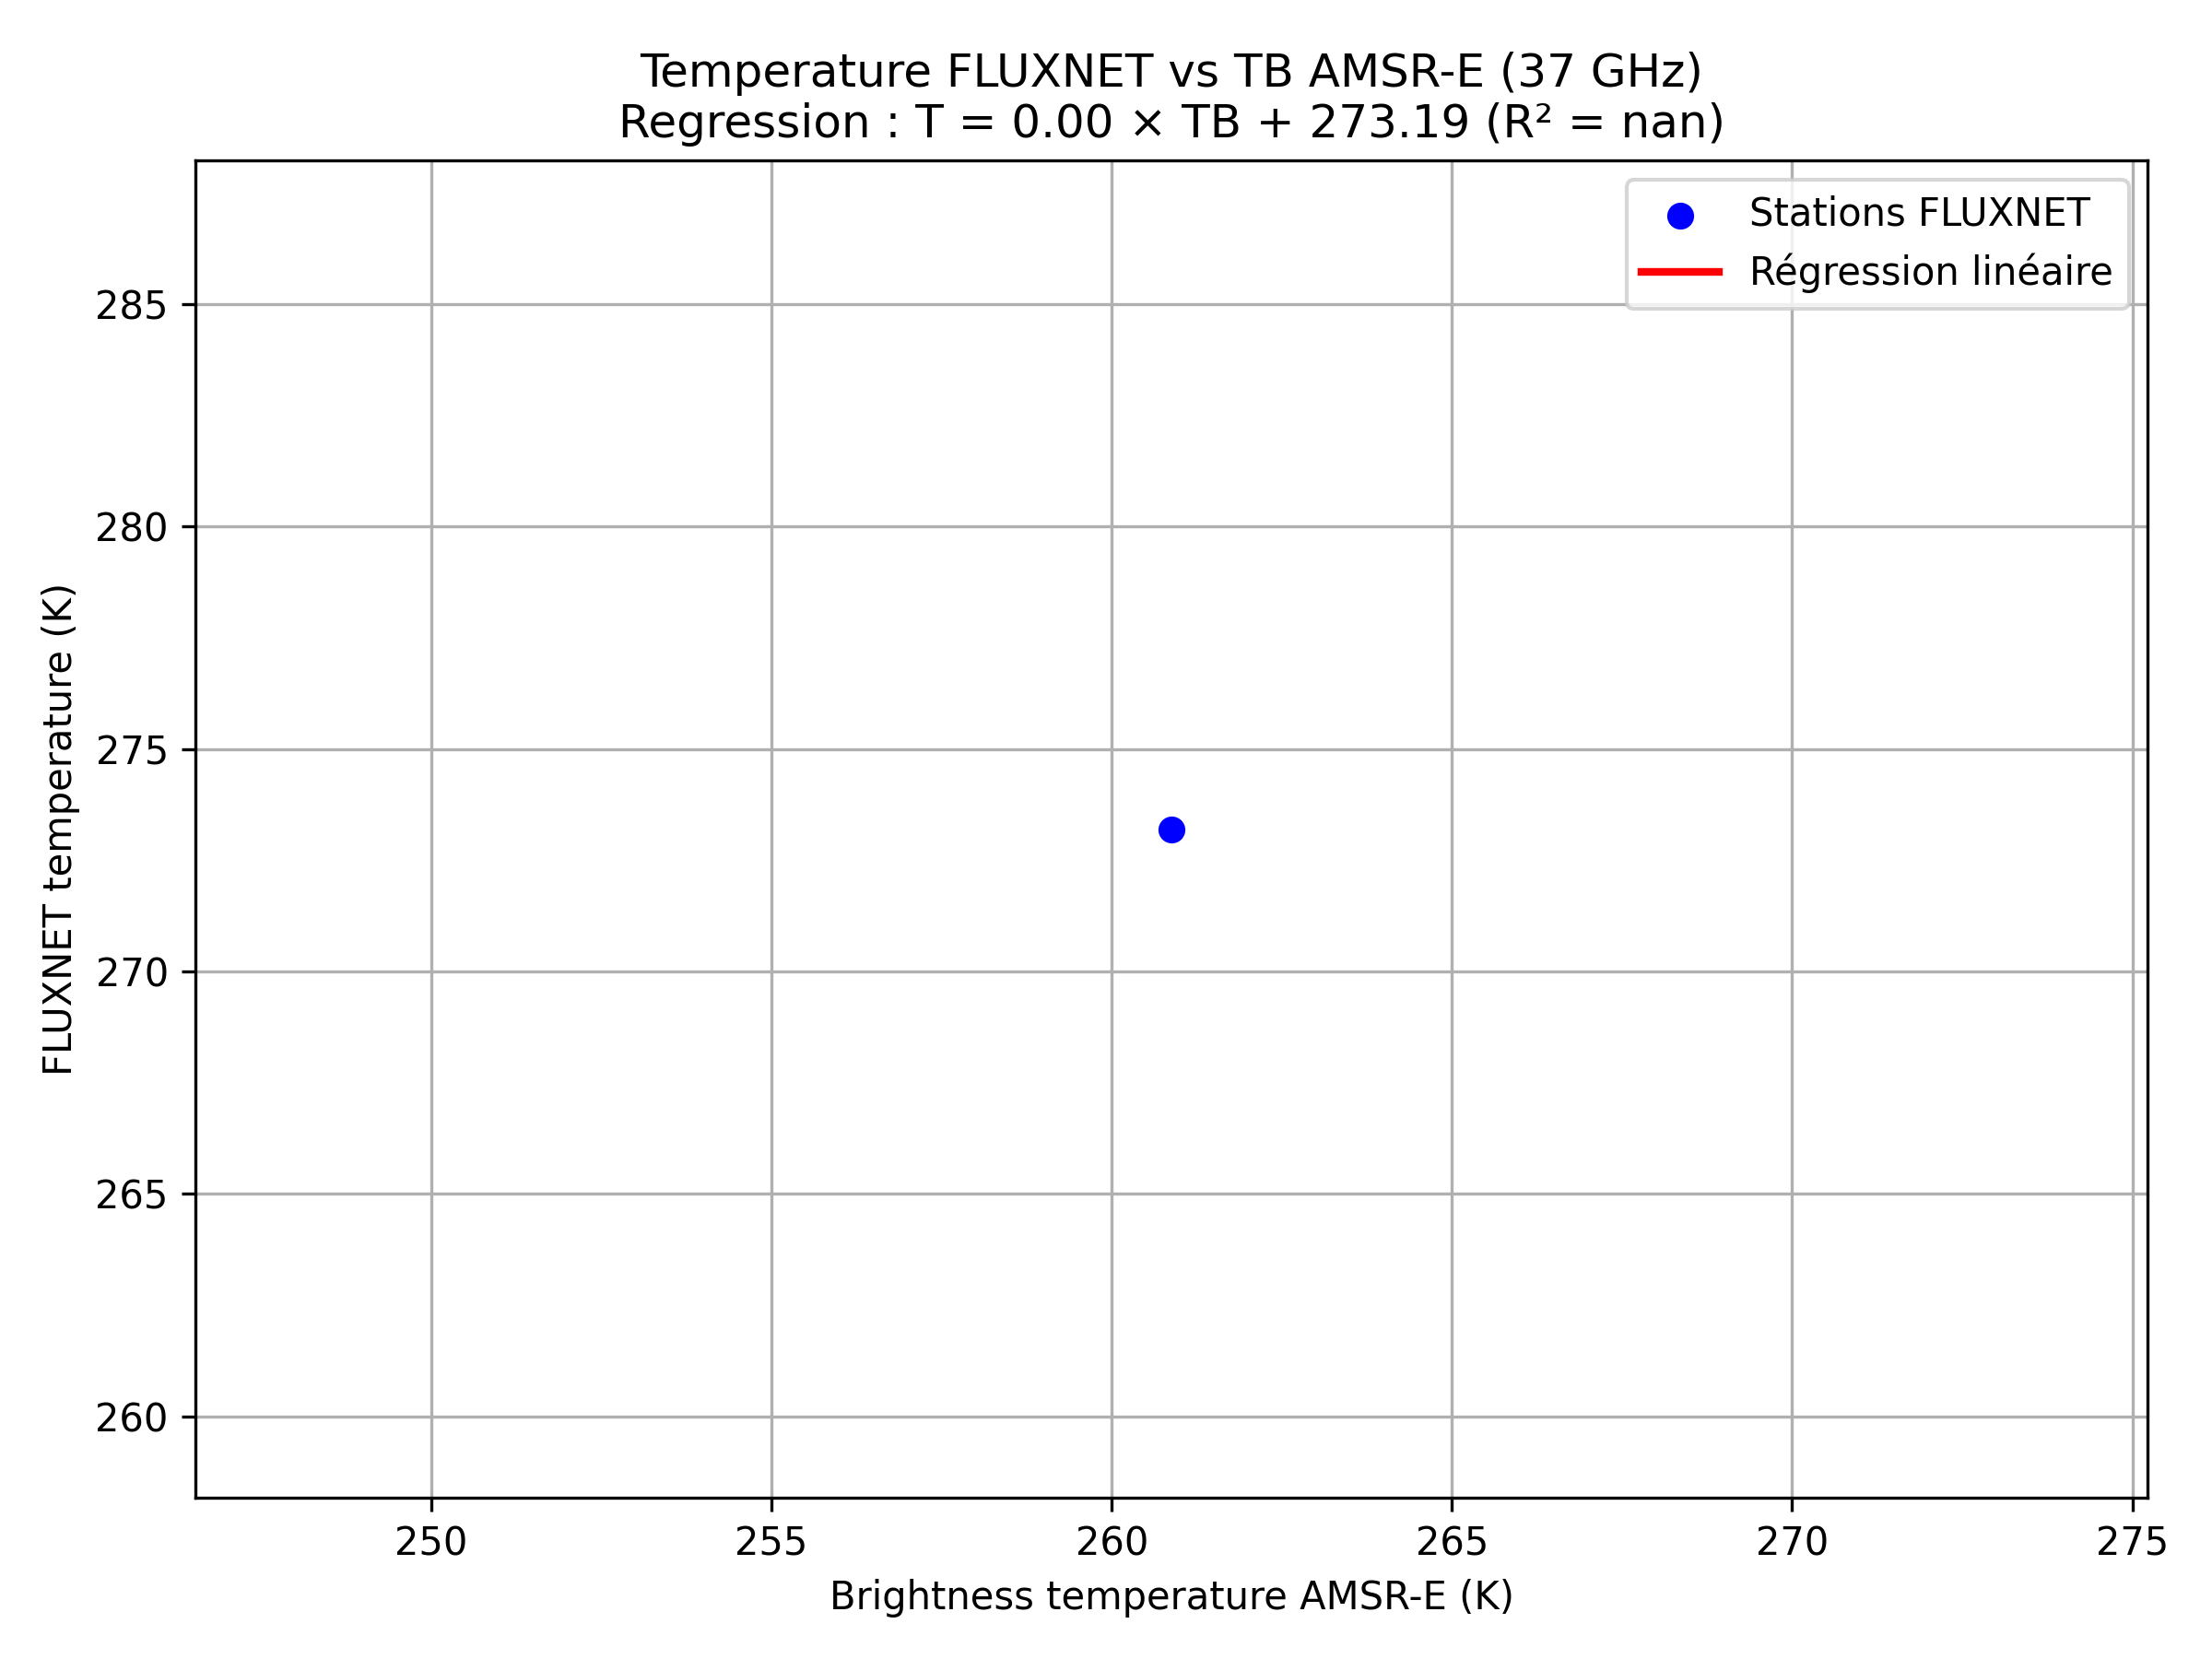 Temperature FLUXNET vs TB AMSR-E (37 GHz)
Regression : T = 0.00 × TB + 273.19 (R² = nan)
Stations FLUXNET
Régression linéaire
285
280
275
270
265
260
FLUXNET temperature (K)
250 255 260 265 270 275
Brightness temperature AMSR-E (K)